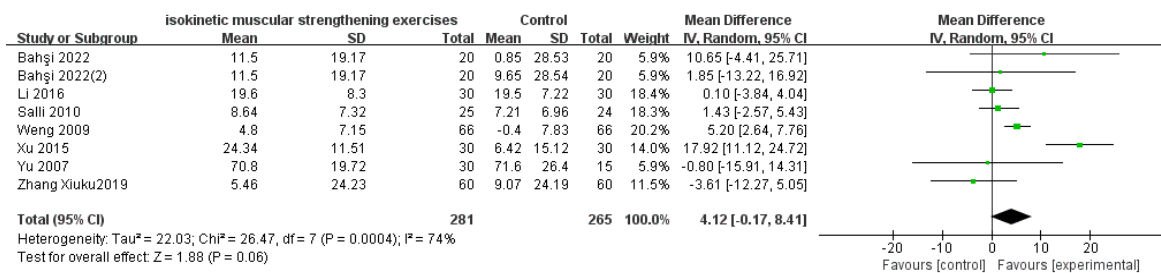 isokinetic muscular strengthening exercises Control Mean Difference Mean Difference
Study or Subgroup Mean SD Total Mean SD Total Weight IV, Random, 95% CI IV, Random, 95% CI
Bahşi 2022 11.5 19.17 20 0.85 28.53 20 5.9% 10.65 [-4.41, 25.71]
Bahşi 2022(2) 11.5 19.17 20 9.65 28.54 20 5.9% 1.85 [-13.22, 16.92]
Li 2016 19.6 8.3 30 19.5 7.22 30 18.4% 0.10 [-3.84, 4.04]
Salli 2010 8.64 7.32 25 7.21 6.96 24 18.3% 1.43 [-2.57, 5.43]
Weng 2009 4.8 7.15 66 -0.4 7.83 66 20.2% 5.20 [2.64, 7.76]
Xu 2015 24.34 11.51 30 6.42 15.12 30 14.0% 17.92 [11.12, 24.72]
Yu 2007 70.8 19.72 30 71.6 26.4 15 5.9% -0.80 [-15.91, 14.31]
Zhang Xiuku2019 5.46 24.23 60 9.07 24.19 60 11.5% -3.61 [-12.27, 5.05]
Total (95% CI) 281 265 100.0% 4.12 [-0.17, 8.41]
Heterogeneity: Tau² = 22.03; Chi² = 26.47, df = 7 (P = 0.0004); I² = 74%
Test for overall effect: Z = 1.88 (P = 0.06)
-20 -10 0 10 20
Favours [control] Favours [experimental]